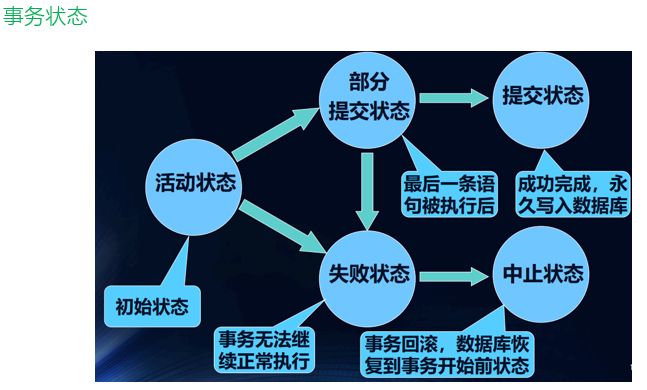 事务状态
部分
提交状态
提交状态
活动状态
最后一条语
句被执行后
成功完成，永
久写入数据库
失败状态
中止状态
初始状态
事务无法继
续正常执行
事务回滚，数据库恢
复到事务开始前状态